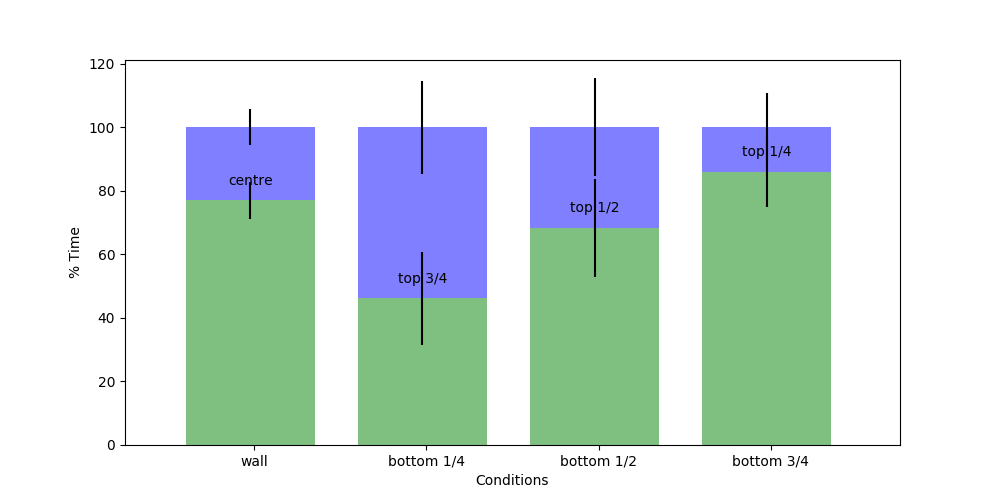 120
100
80
60
40
20
0
% Time
centre
top 3/4
top 1/2
top 1/4
wall
bottom 1/4
bottom 1/2
bottom 3/4
Conditions